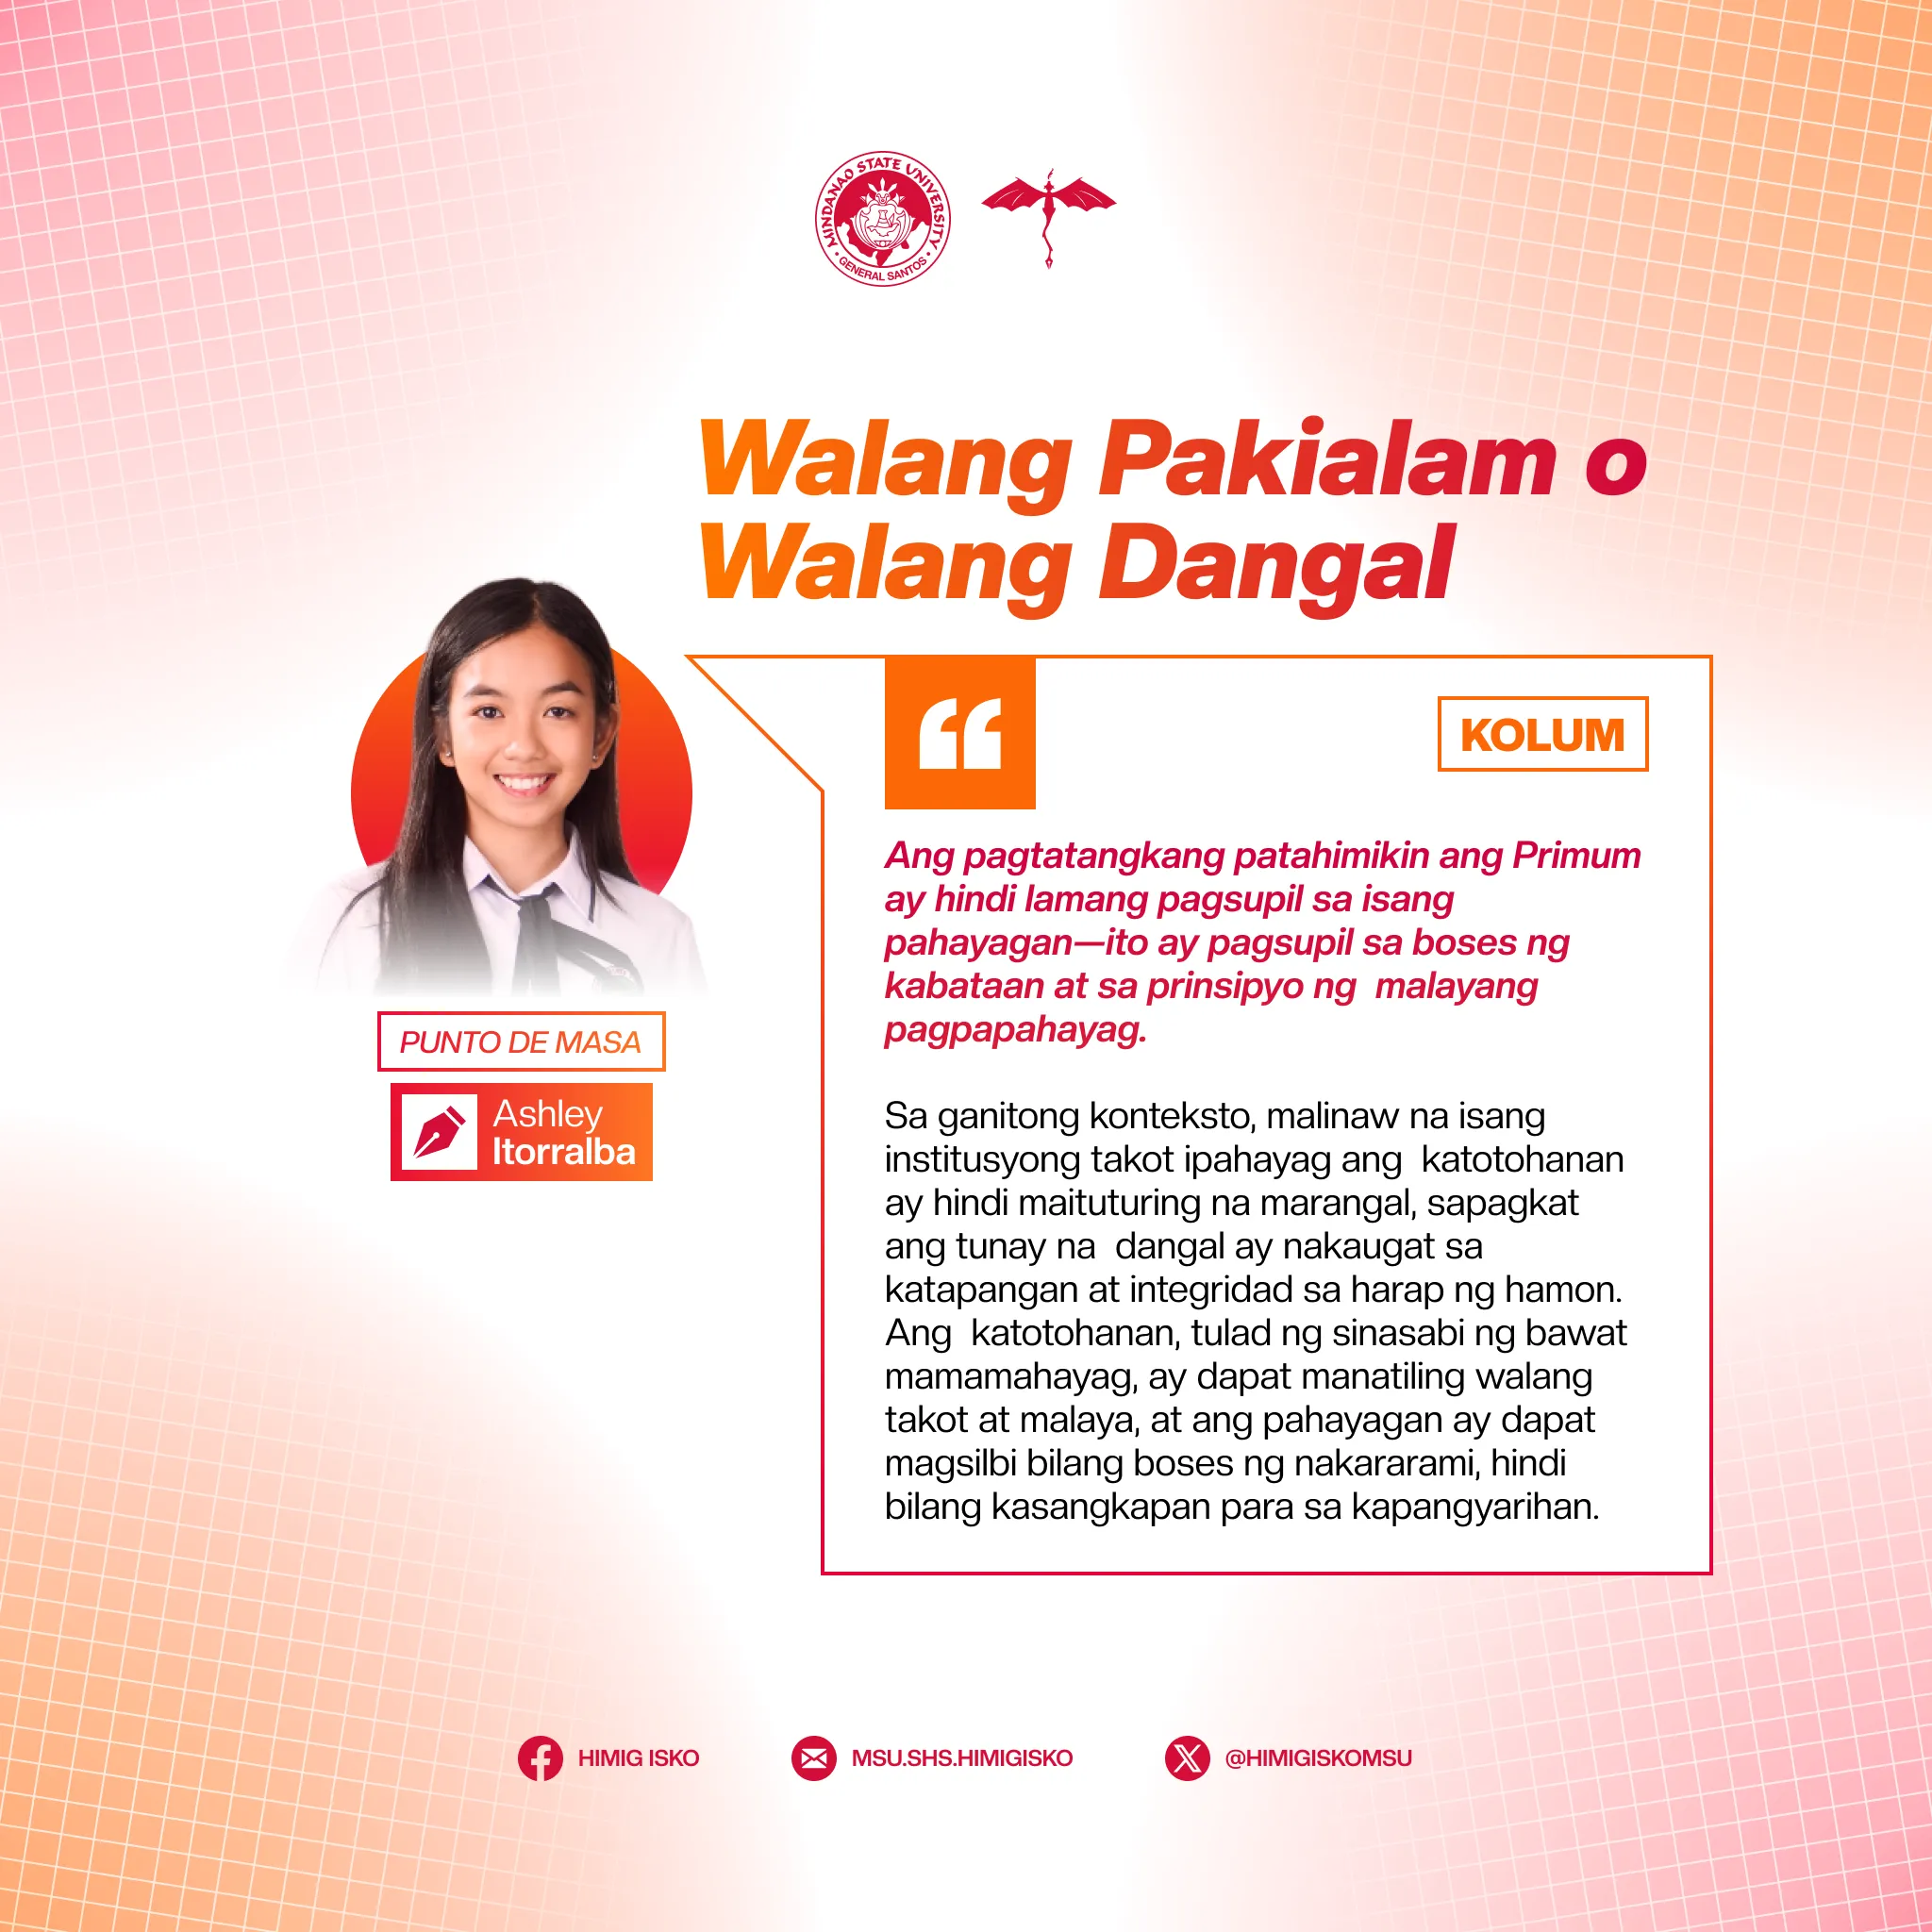 MINDANAO STATE UNIVERSITY
GENERAL SANTOS
Walang Pakialam o
Walang Dangal
KOLUM
Ang pagtatangkang patahimikin ang Primum
ay hindi lamang pagsupil sa isang
pahayagan—ito ay pagsupil sa boses ng
kabataan at sa prinsipyo ng  malayang
pagpapahayag.
Sa ganitong konteksto, malinaw na isang
institusyong takot ipahayag ang  katotohanan
ay hindi maituturing na marangal, sapagkat
ang tunay na  dangal ay nakaugat sa
katapangan at integridad sa harap ng hamon.
Ang  katotohanan, tulad ng sinasabi ng bawat
mamamahayag, ay dapat manatiling walang
takot at malaya, at ang pahayagan ay dapat
magsilbi bilang boses ng nakararami, hindi
bilang kasangkapan para sa kapangyarihan.
PUNTO DE MASA
Ashley
Itorralba
HIMIG ISKO
MSU.SHS.HIMIGISKO
@HIMIGISKOMSU